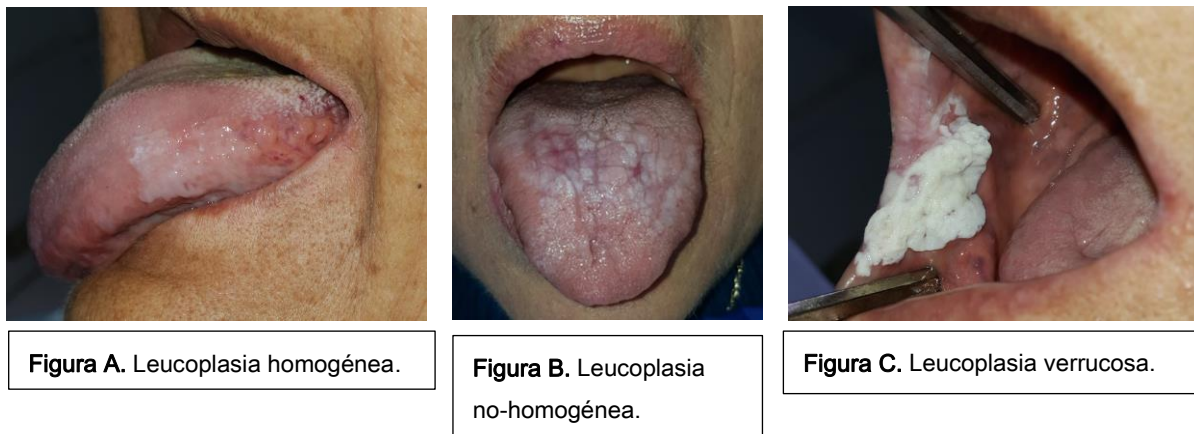 Figura A. Leucoplasia homogénea.
Figura B. Leucoplasia
no-homogénea.
Figura C. Leucoplasia verrucosa.